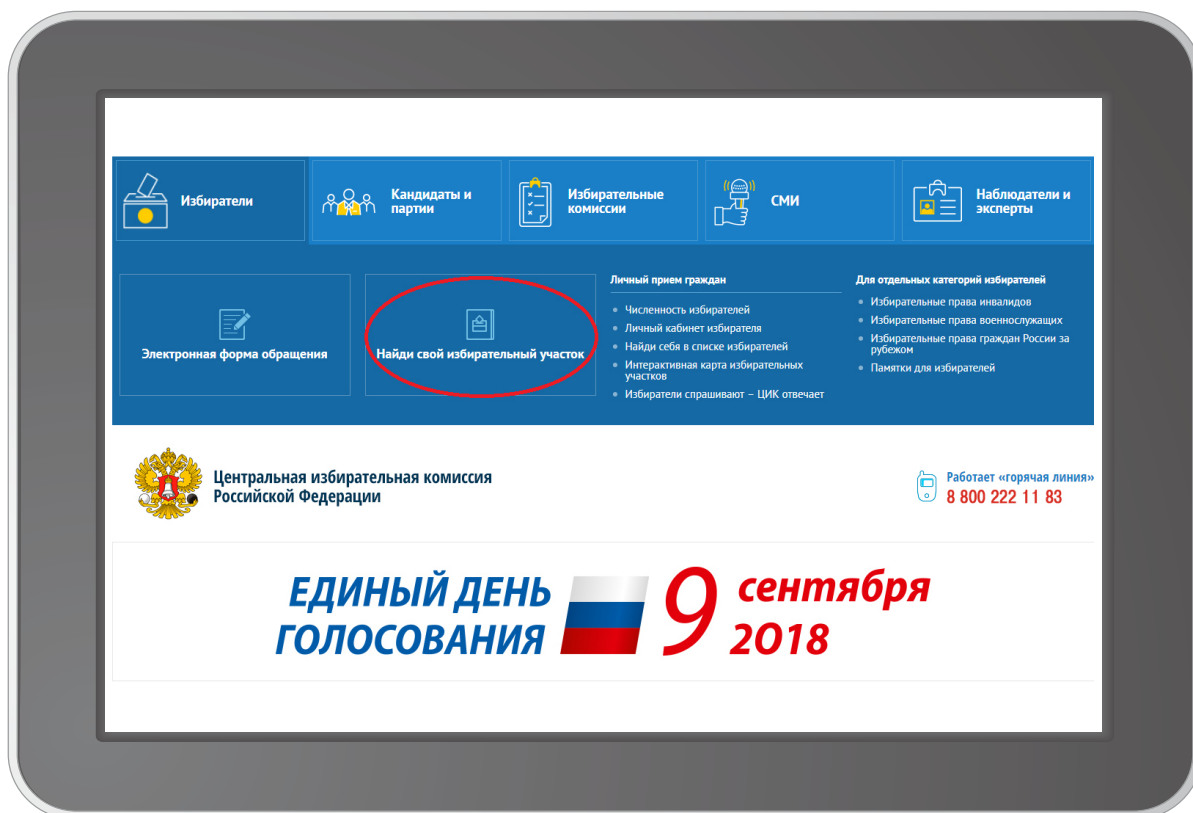 Избиратели
Кандидаты и
партии
Избирательные
комиссии
СМИ
Наблюдатели и
эксперты
Электронная форма обращения
Найди свой избирательный участок
Личный прием граждан
Численность избирателей
Личный кабинет избирателя
Найди себя в списке избирателей
Интерактивная карта избирательных
участков
Избиратели спрашивают – ЦИК отвечает
Для отдельных категорий избирателей
Избирательные права инвалидов
Избирательные права военнослужащих
Избирательные права граждан России за
рубежом
Памятки для избирателей
Центральная избирательная комиссия
Российской Федерации
Работает «горячая линия»
8 800 222 11 83
ЕДИНЫЙ ДЕНЬ
ГОЛОСОВАНИЯ
9 сентября
2018